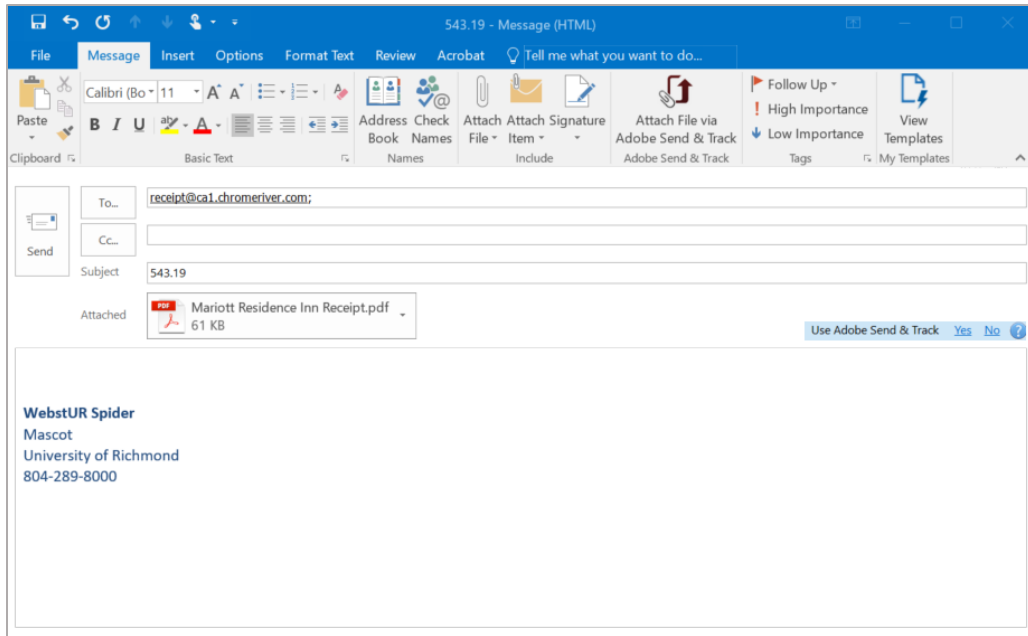 543.19 - Message (HTML)
File Message Insert Options Format Text Review Acrobat Tell me what you want to do...
Paste
Clipboard
Calibri (Bo 11 A A
B I U aby A
Basic Text
Address Book
Check Names
Names
Attach File
Attach Item
Signature
Include
Attach File via Adobe Send & Track
Adobe Send & Track
Follow Up
High Importance
Low Importance
Tags
View Templates
My Templates
Send
To... receipt@ca1.chromeriver.com;
Cc...
Subject 543.19
Attached PDF Mariott Residence Inn Receipt.pdf
61 KB
Use Adobe Send & Track Yes No ?
WebstUR Spider
Mascot
University of Richmond
804-289-8000